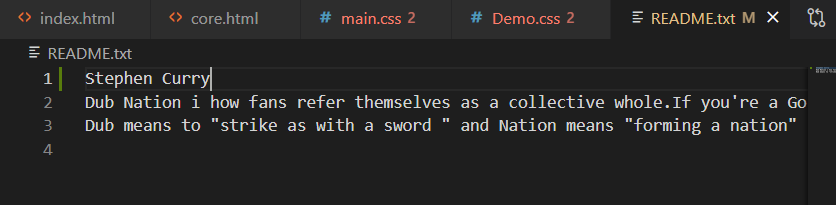 index.html core.html main.css 2 Demo.css 2 README.txt M
README.txt
1 Stephen Curry
2 Dub Nation i how fans refer themselves as a collective whole.If you're a Go
3 Dub means to "strike as with a sword " and Nation means "forming a nation"
4